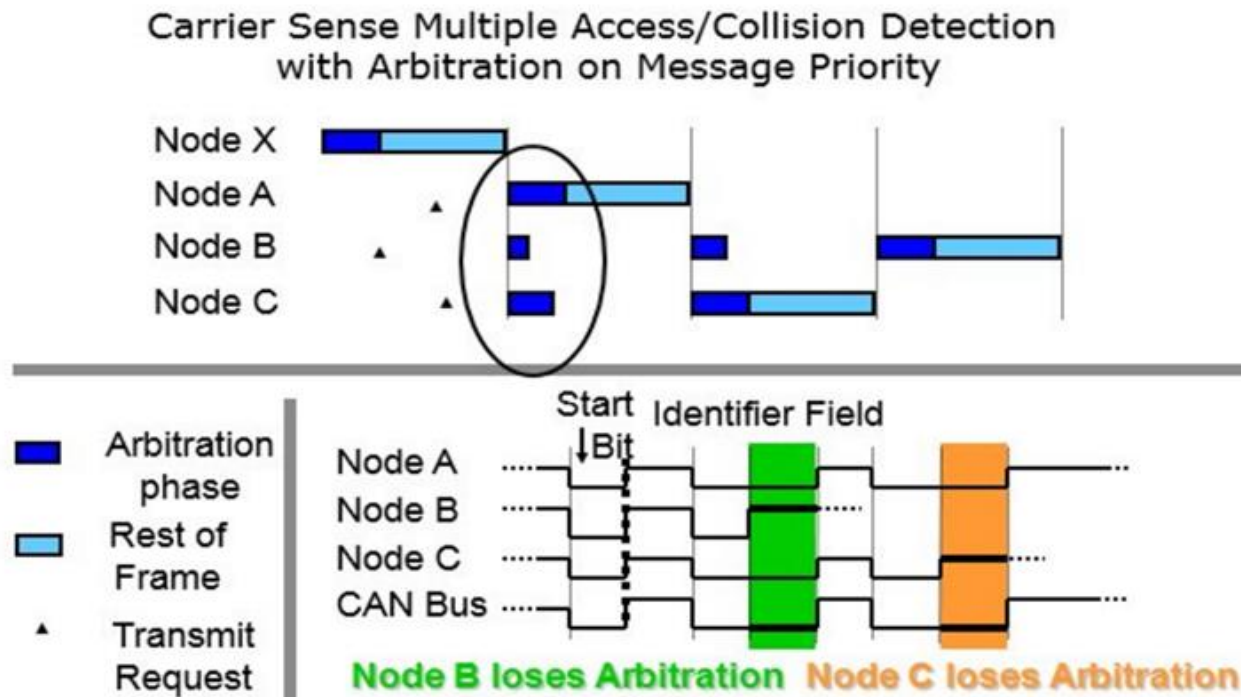 Carrier Sense Multiple Access/Collision Detection
with Arbitration on Message Priority
Node X
Node A
Node B
Node C
Arbitration
phase
Rest of
Frame
Transmit
Request
Start
Bit
Identifier Field
Node A
Node B
Node C
CAN Bus
Node B loses Arbitration
Node C loses Arbitration